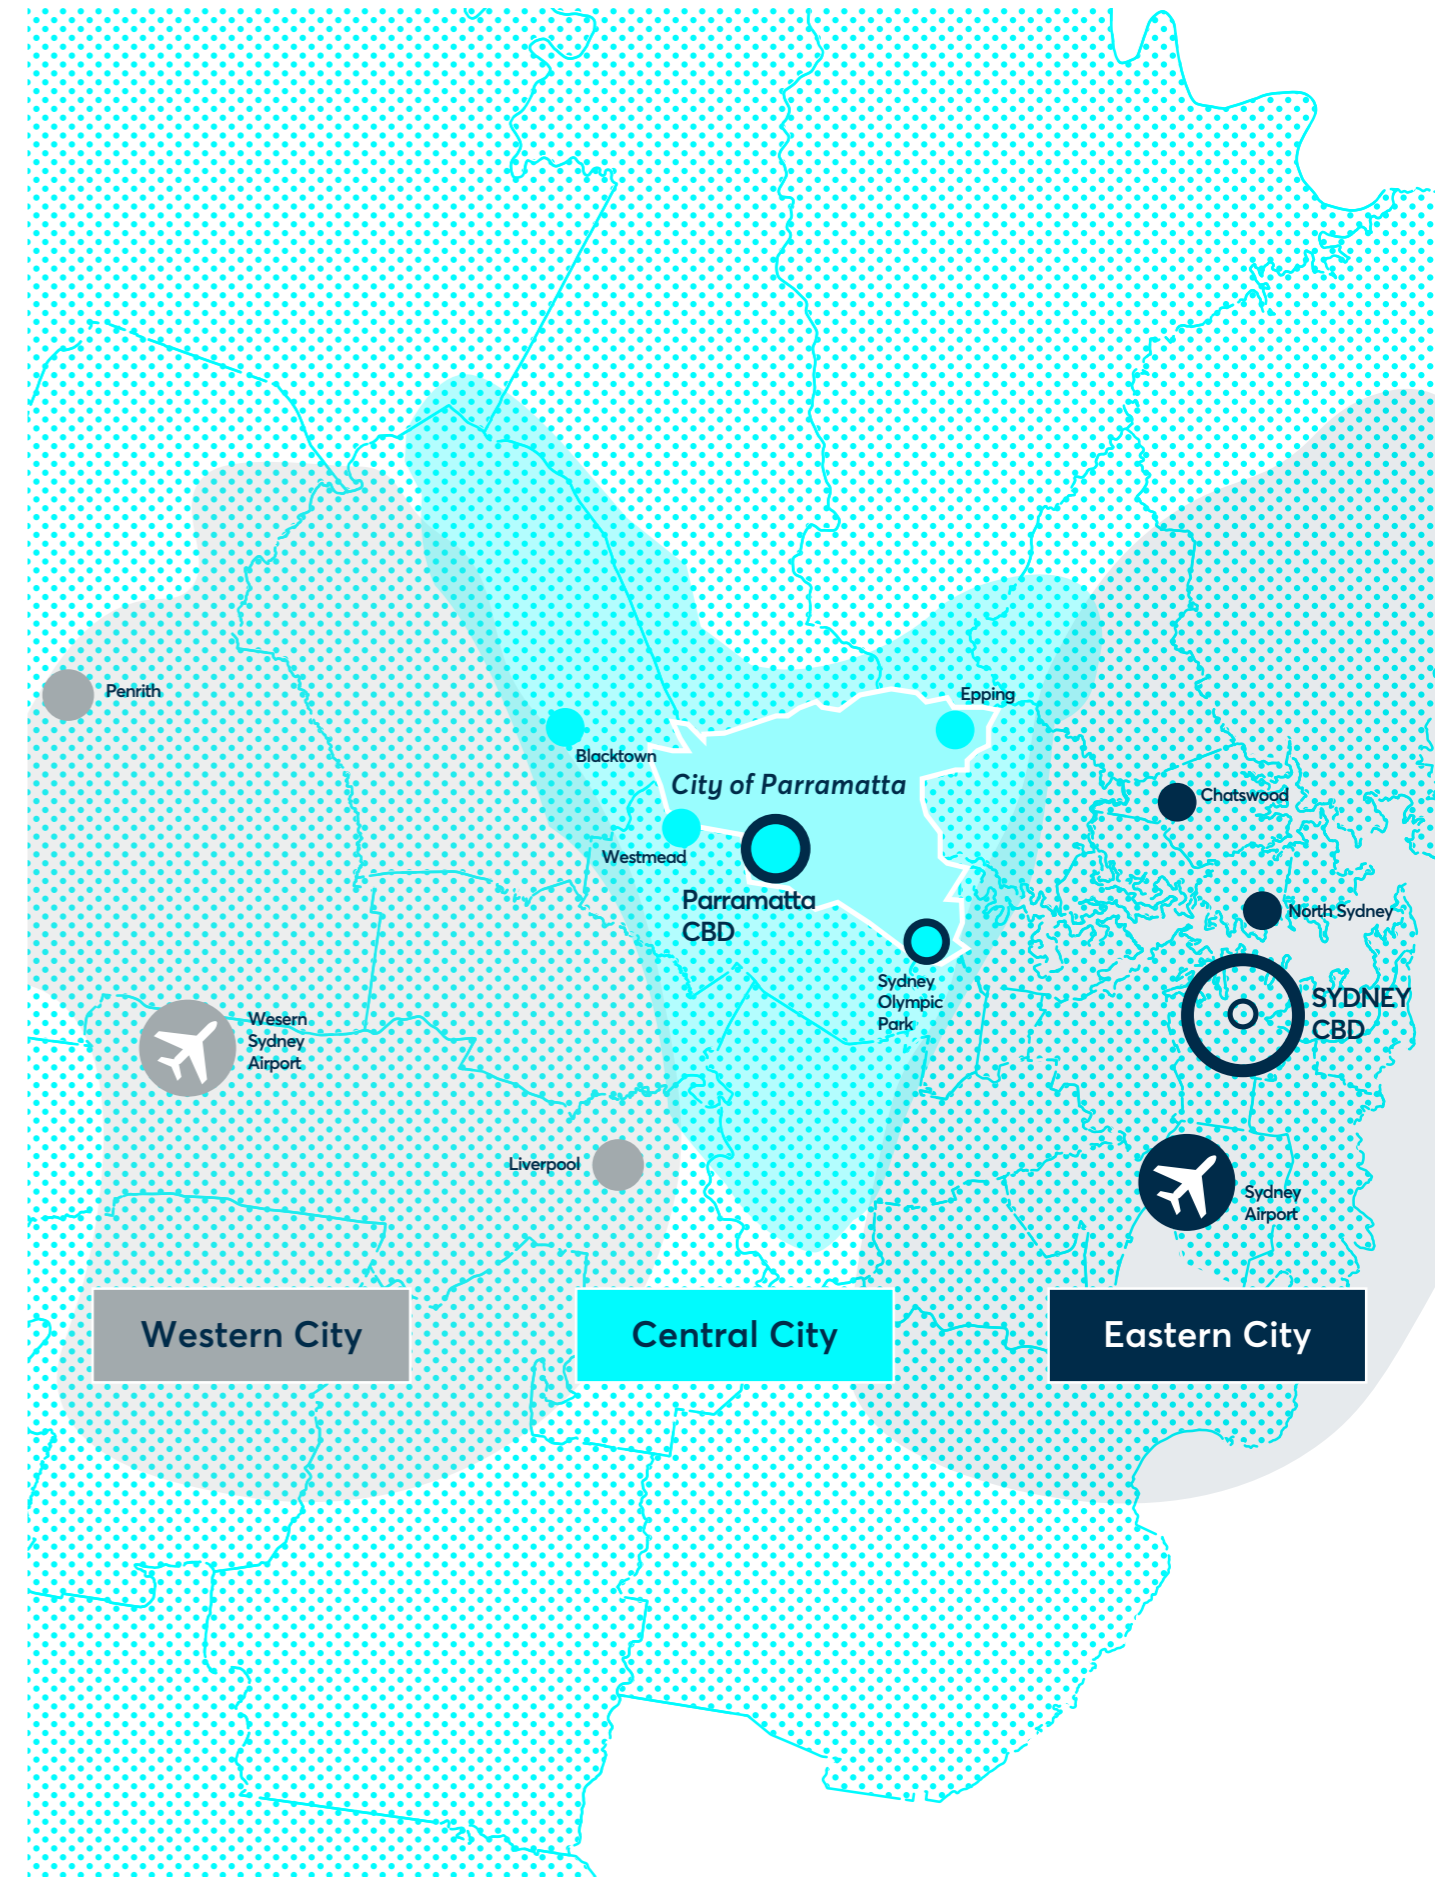 Epping
Penrith
Blacktown
City of Parramatta
Chatswood
Westmead
Parramatta
CBD
North Sydney
Sydney
Olympic
Park
SYDNEY
CBD
Wesern
Sydney
Airport
Liverpool
Sydney
Airport
Western City
Central City
Eastern City